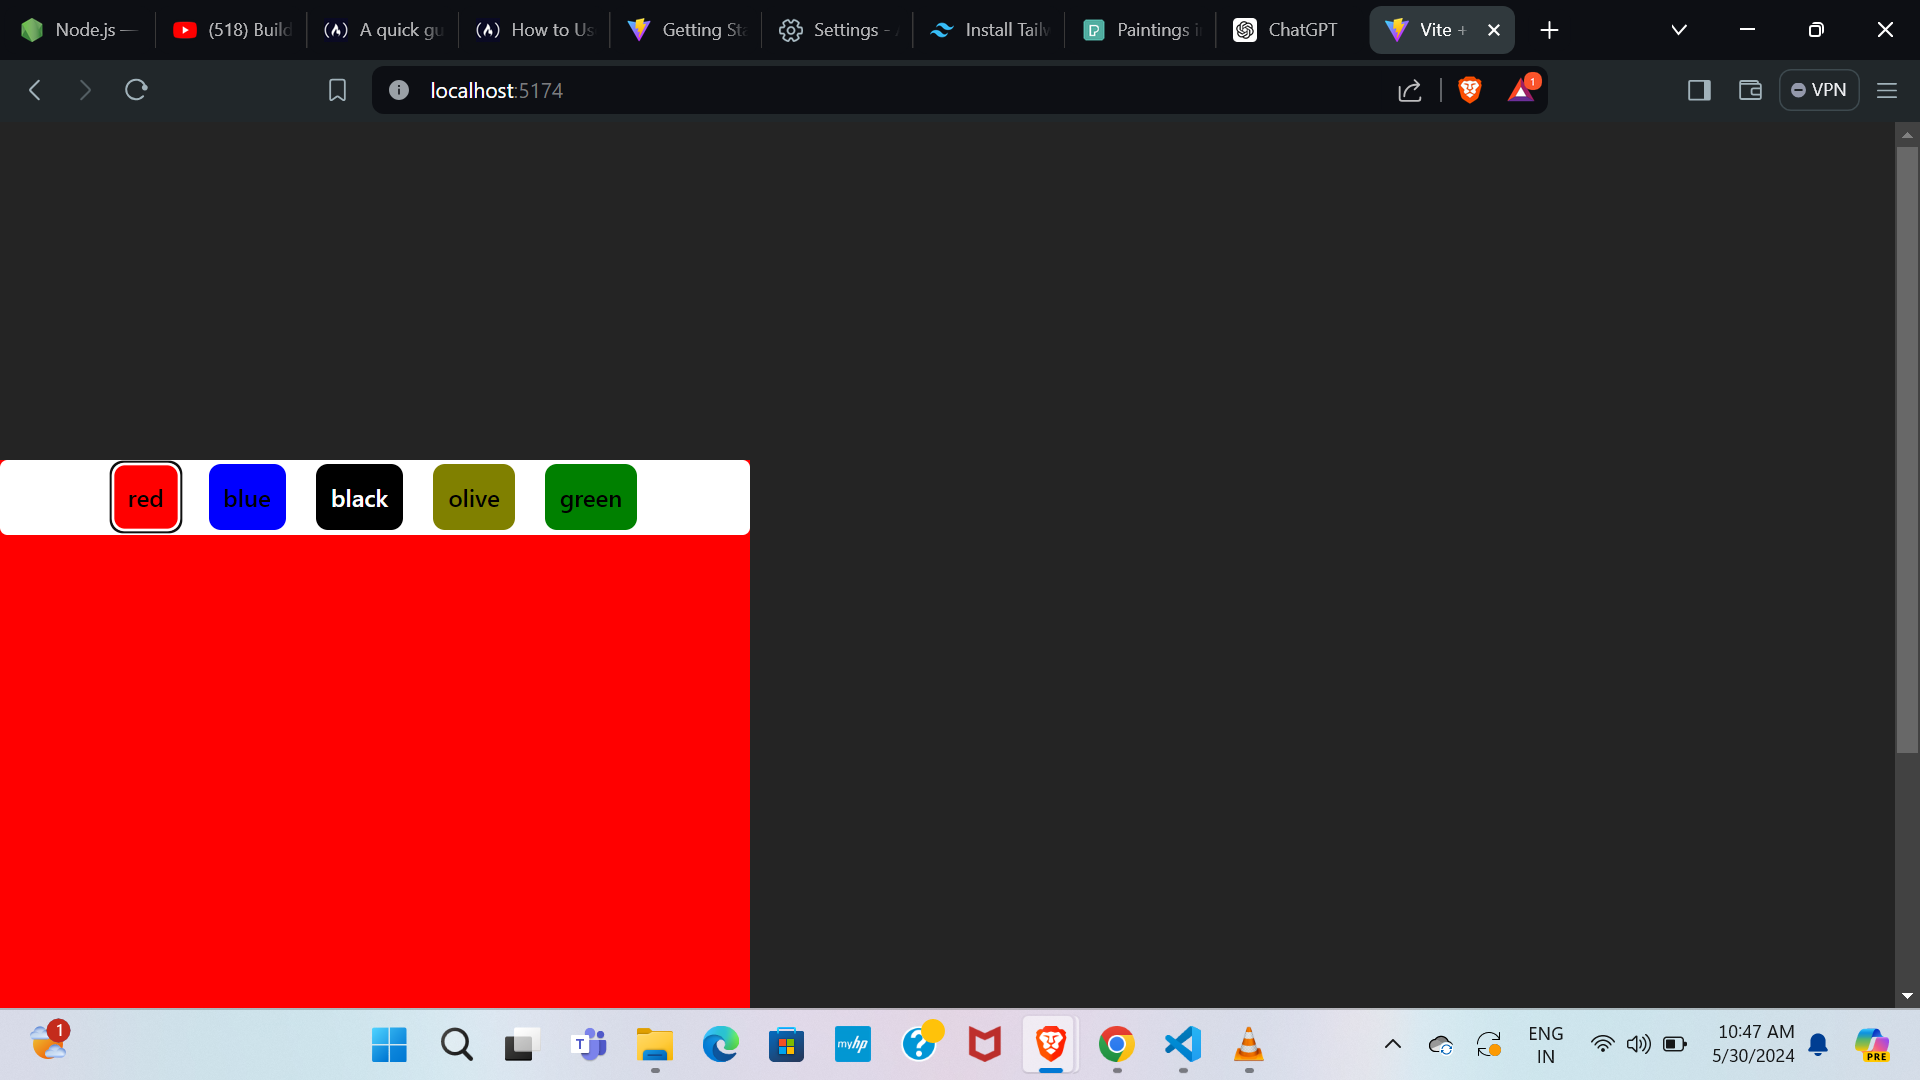 Node.js —
(518) Build
A quick gu
How to Us
Getting Sta
Settings -
Install Tailw
Paintings i
ChatGPT
Vite +
localhost:5174
1
VPN
red
blue
black
olive
green
1
T
myhp
?
ENG
IN
10:47 AM
5/30/2024
PRE